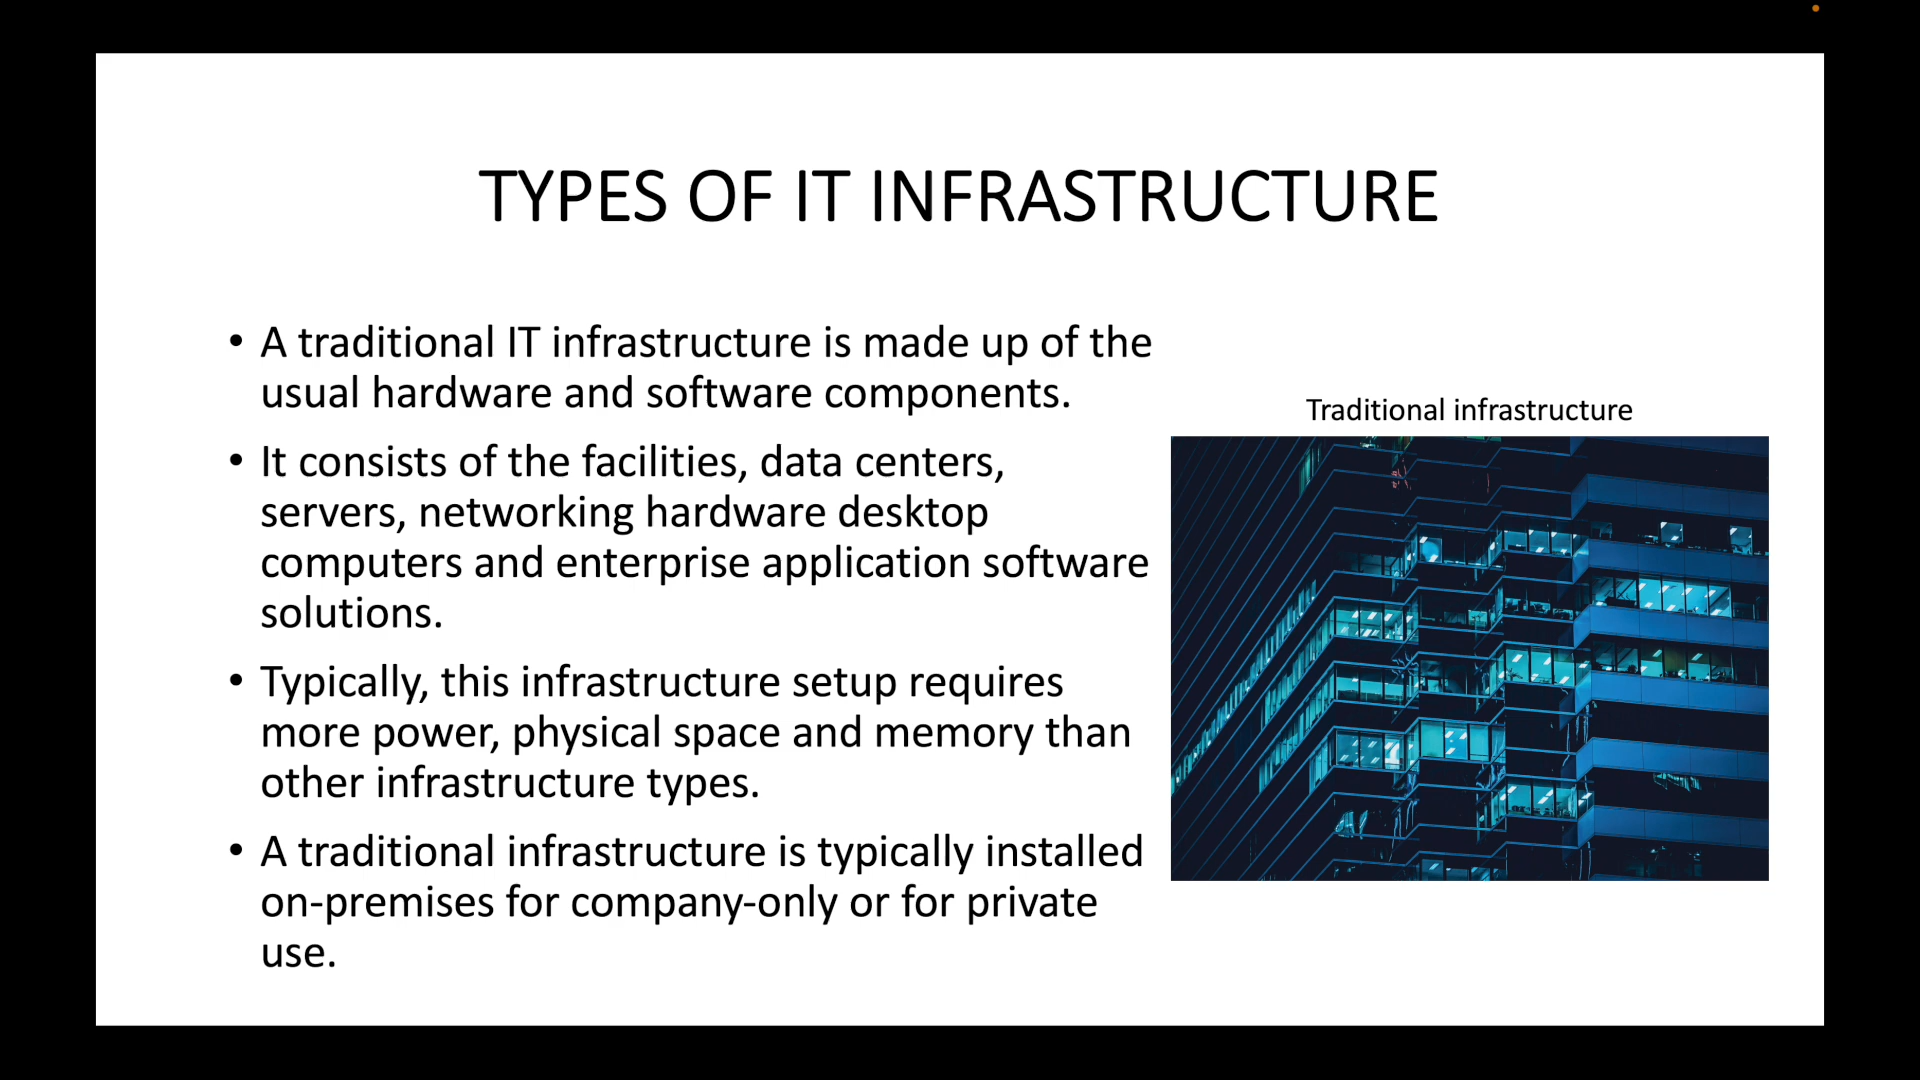 TYPES OF IT INFRASTRUCTURE
• A traditional IT infrastructure is made up of the
usual hardware and software components.
• It consists of the facilities, data centers,
servers, networking hardware desktop
computers and enterprise application software
solutions.
• Typically, this infrastructure setup requires
more power, physical space and memory than
other infrastructure types.
• A traditional infrastructure is typically installed
on-premises for company-only or for private
use.
Traditional infrastructure